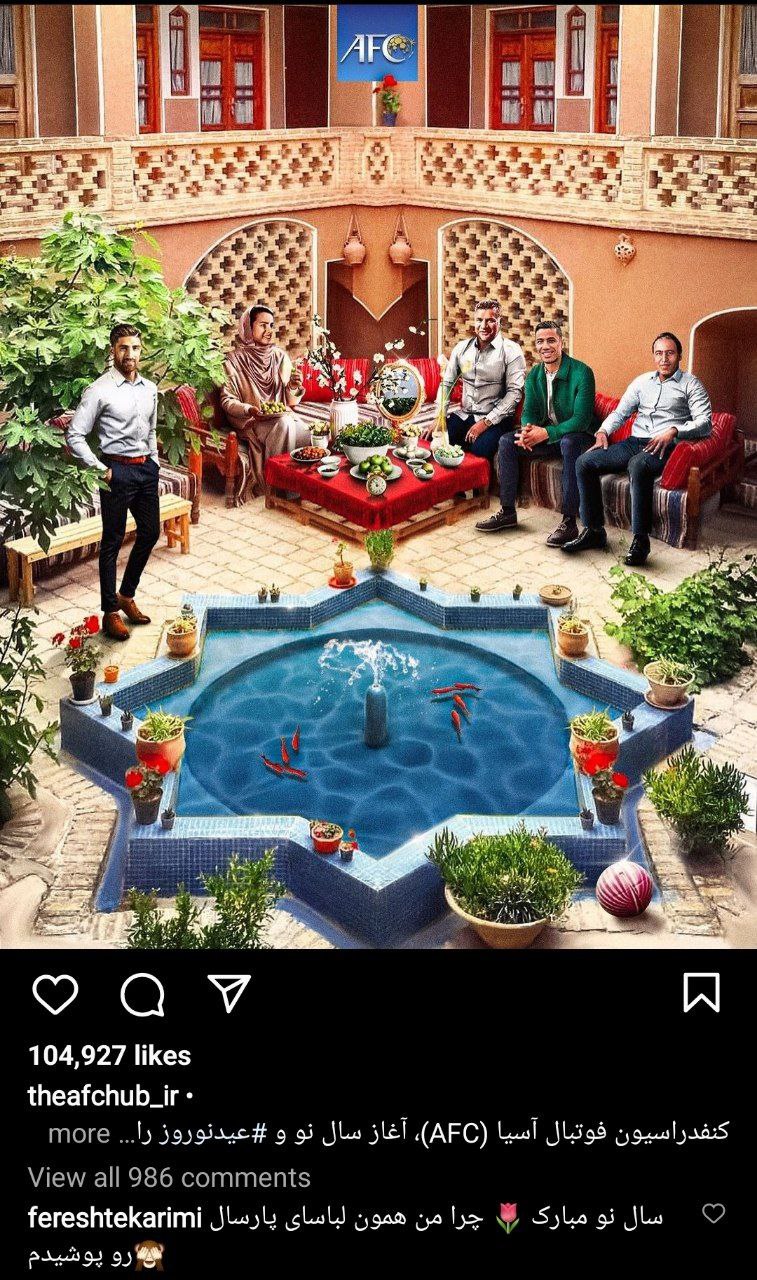 AFC
104,927 likes
theafchub_ir •
کنفدراسیون فوتبال آسیا (AFC)، آغاز سال نو و #عیدنوروز را... more
View all 986 comments
fereshtekarimi سال نو مبارک 🌷 چرا من همون لباسای پارسال
رو پوشیدم🙈